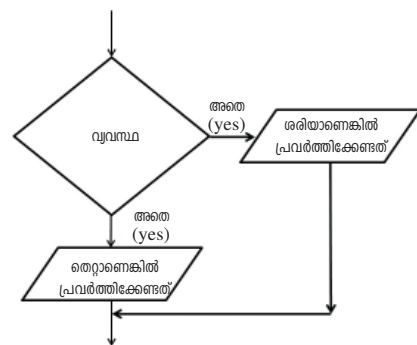 വ്യവസ്ഥ
അതെ
(yes)
ശരിയാണെങ്കിൽ
പ്രവർത്തിക്കേണ്ടത്
അതെ
(yes)
തെറ്റാണെങ്കിൽ
പ്രവർത്തിക്കേണ്ടത്